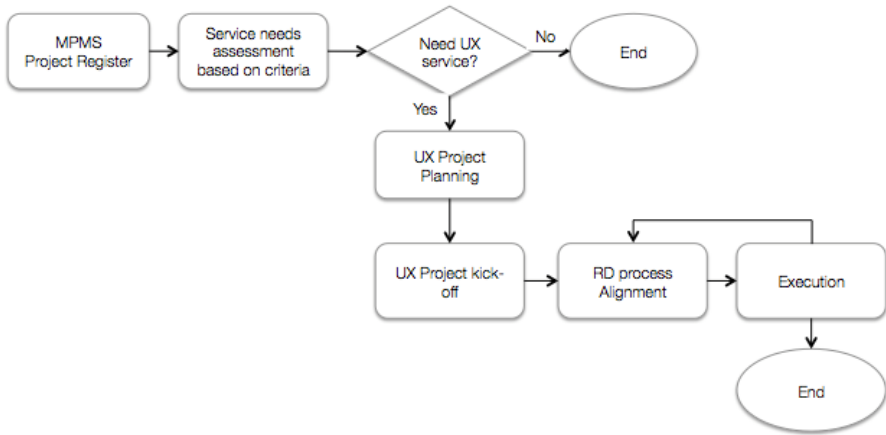 MPMS
Project Register
Service needs
assessment
based on criteria
Need UX
service?
No
End
Yes
UX Project
Planning
UX Project kick-
off
RD process
Alignment
Execution
End